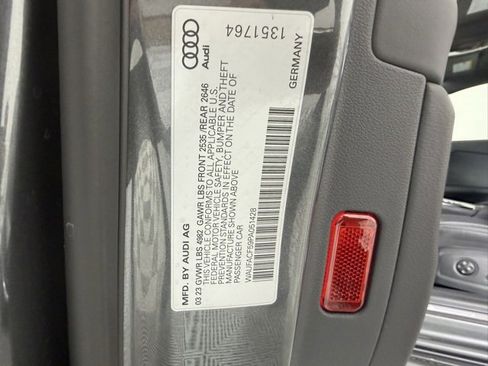 1351764
Audi
GERMANY
MFD. BY AUDI AG
03 23 GVWR LBS 4982 GAWR LBS FRONT 2535 /REAR 2646
THIS VEHICLE CONFORMS TO ALL APPLICABLE U.S.
FEDERAL MOTOR VEHICLE SAFETY, BUMPER AND THEFT
PREVENTION STANDARDS IN EFFECT ON THE DATE OF
MANUFACTURE SHOWN ABOVE.
PASSENGER CAR
WAUFACF59PA051428